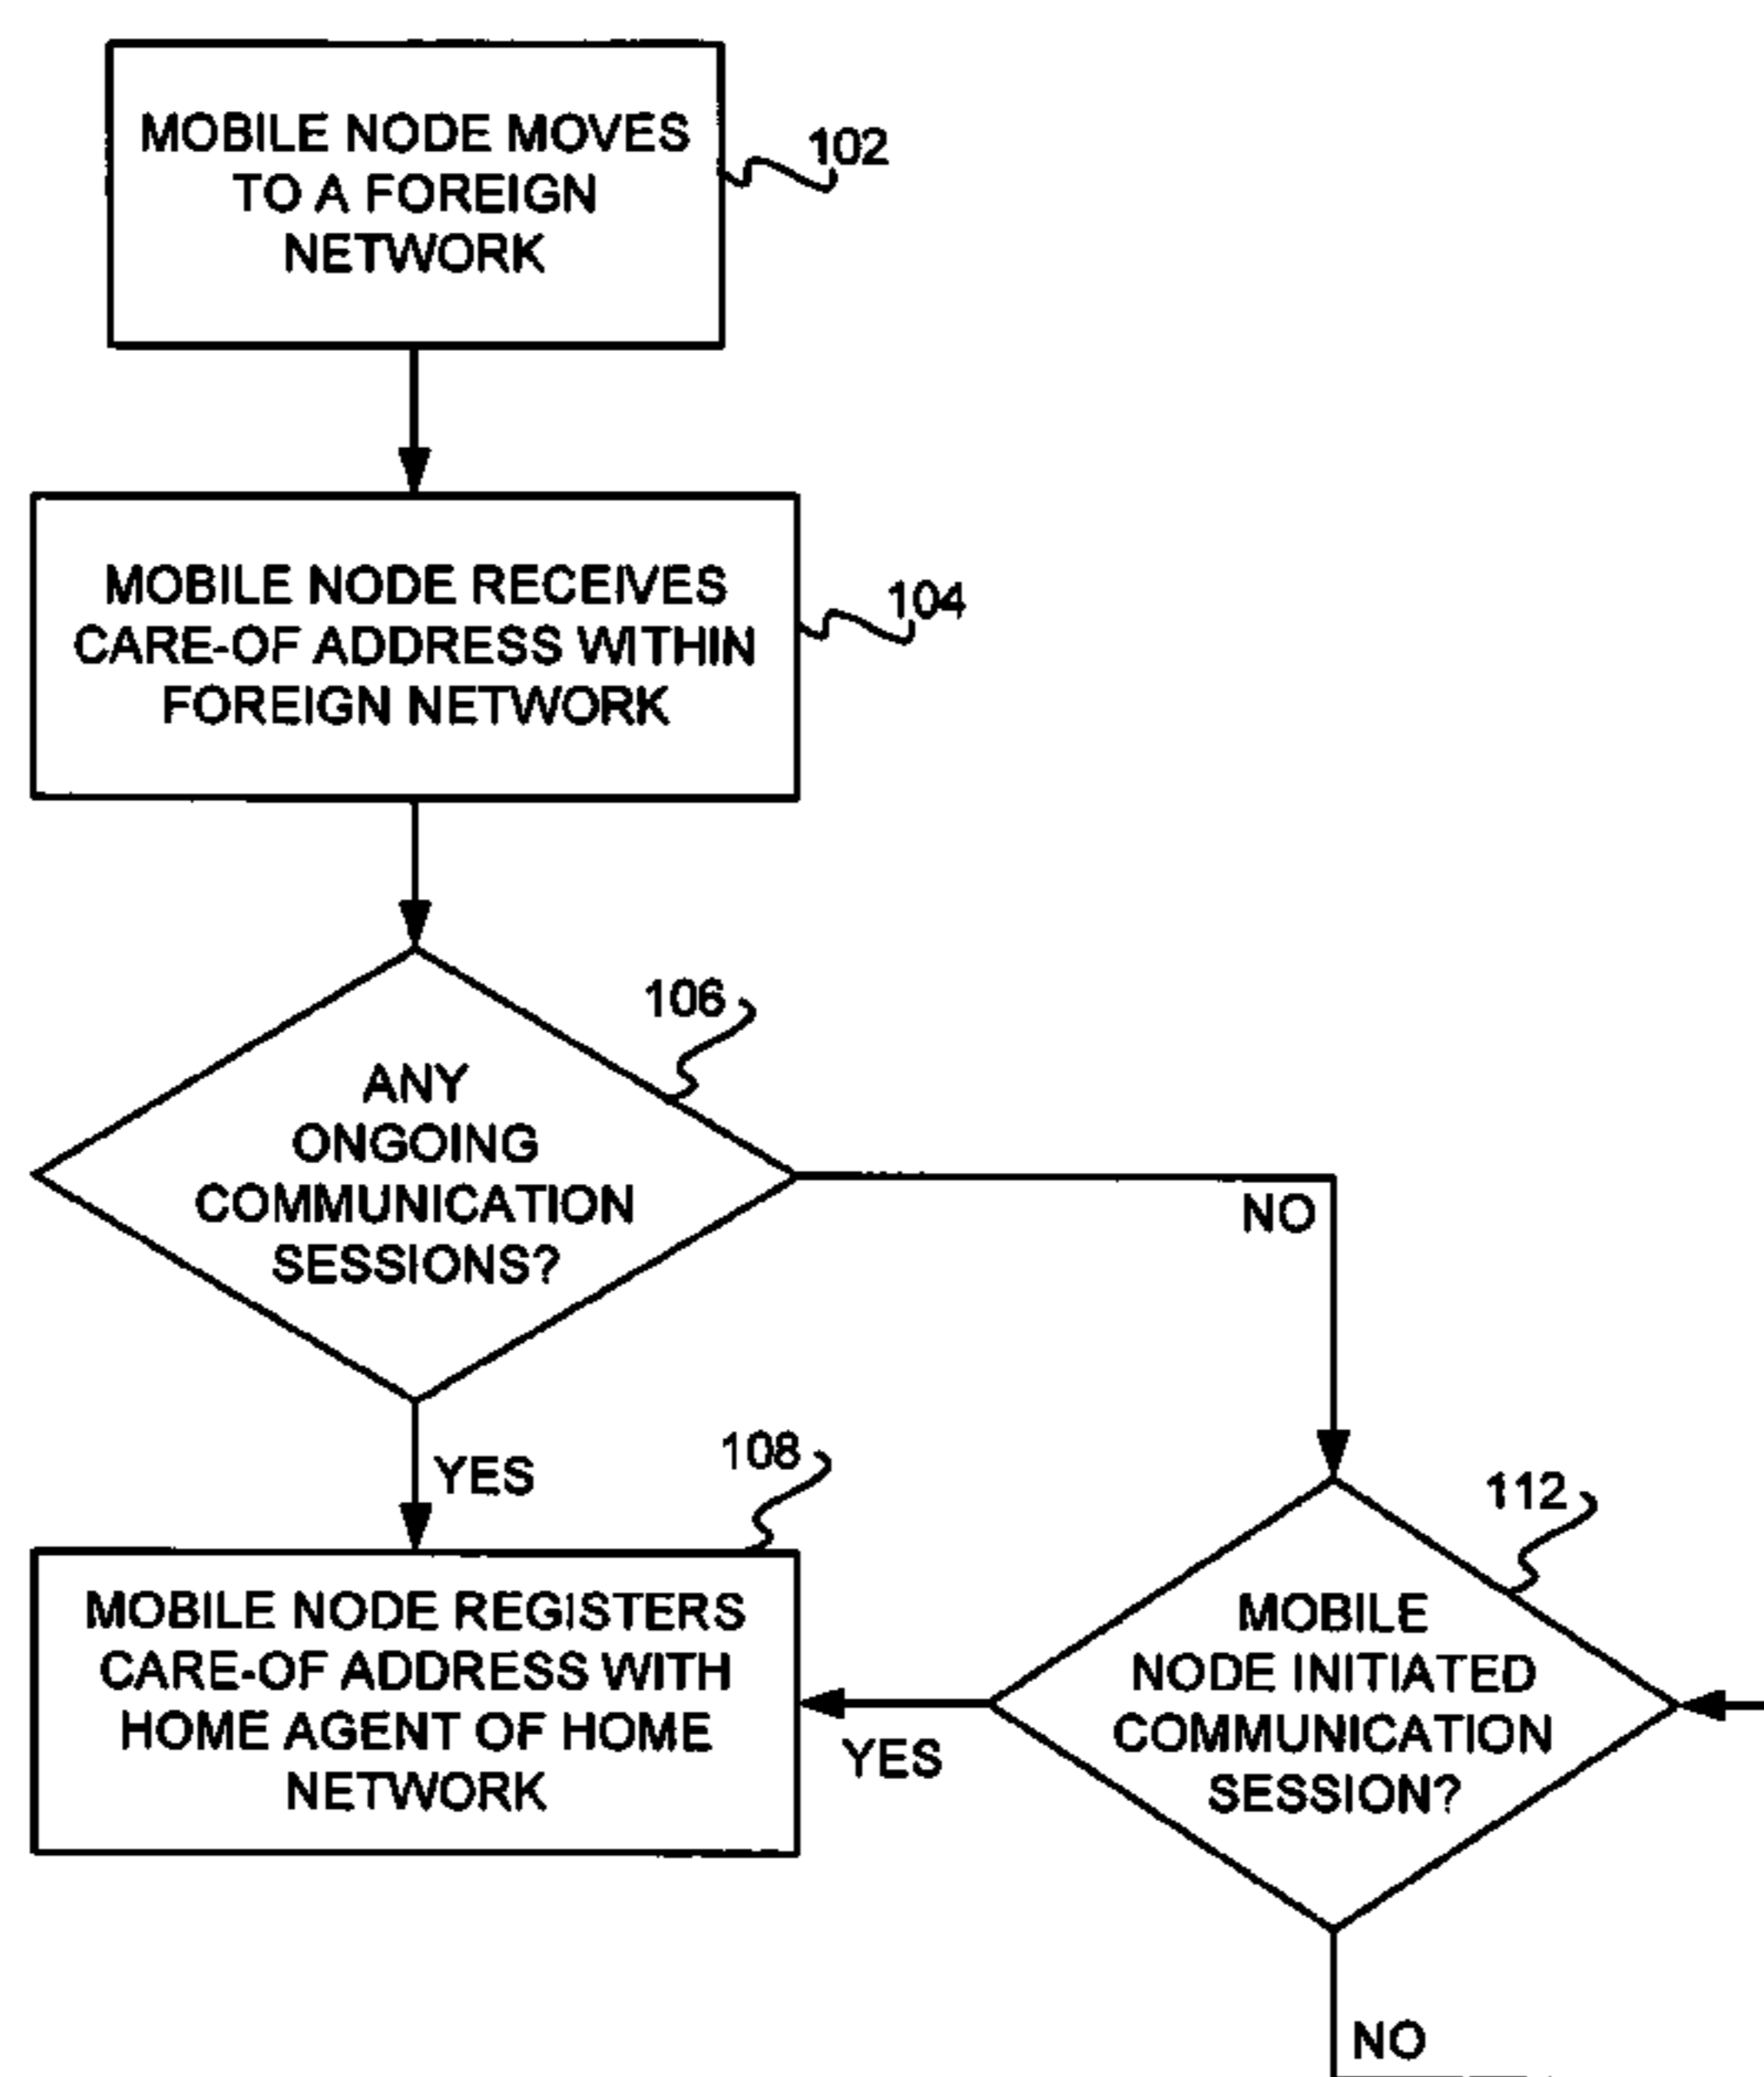 MOBILE NODE MOVES
TO A FOREIGN
NETWORK
102
MOBILE NODE RECEIVES
CARE-OF ADDRESS WITHIN
FOREIGN NETWORK
104
106
ANY
ONGOING
COMMUNICATION
SESSIONS?
NO
YES
108
MOBILE NODE REGISTERS
CARE-OF ADDRESS WITH
HOME AGENT OF HOME
NETWORK
YES
112
MOBILE
NODE INITIATED
COMMUNICATION
SESSION?
NO